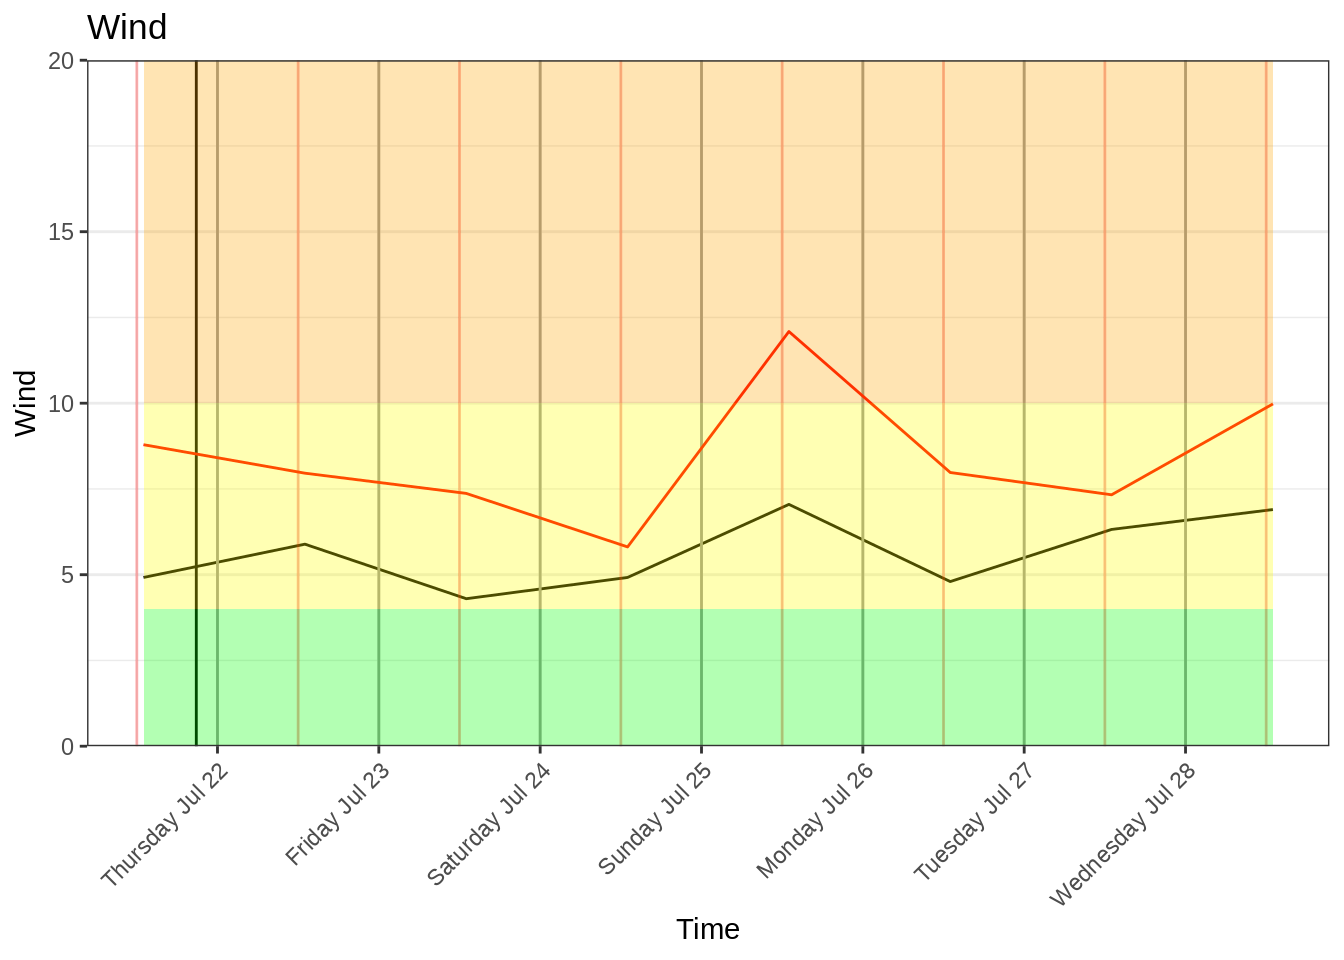 Wind
20
15
10
5
0
Wind
Thursday Jul 22
Friday Jul 23
Saturday Jul 24
Sunday Jul 25
Monday Jul 26
Tuesday Jul 27
Wednesday Jul 28
Time